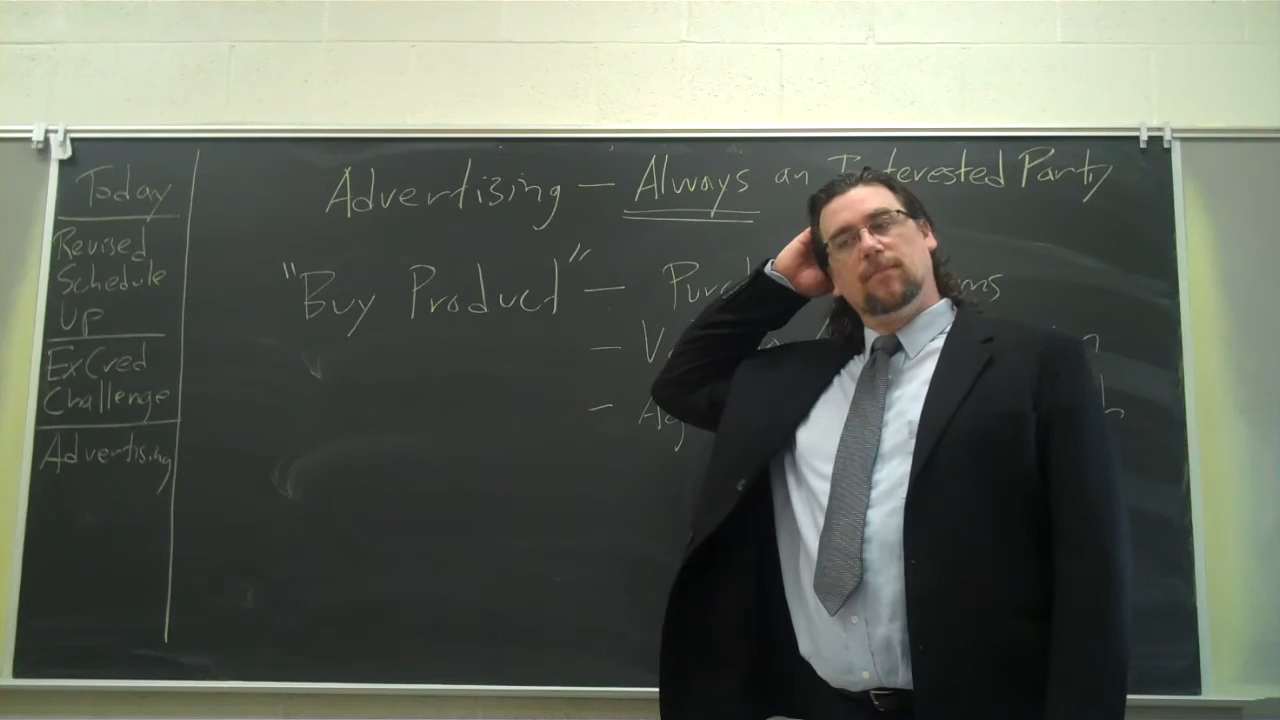 Today
Revised
Schedule
Up
ExCred
Challenge
Advertising
Advertising — Always an Interested Party
"Buy Product" —
—
—